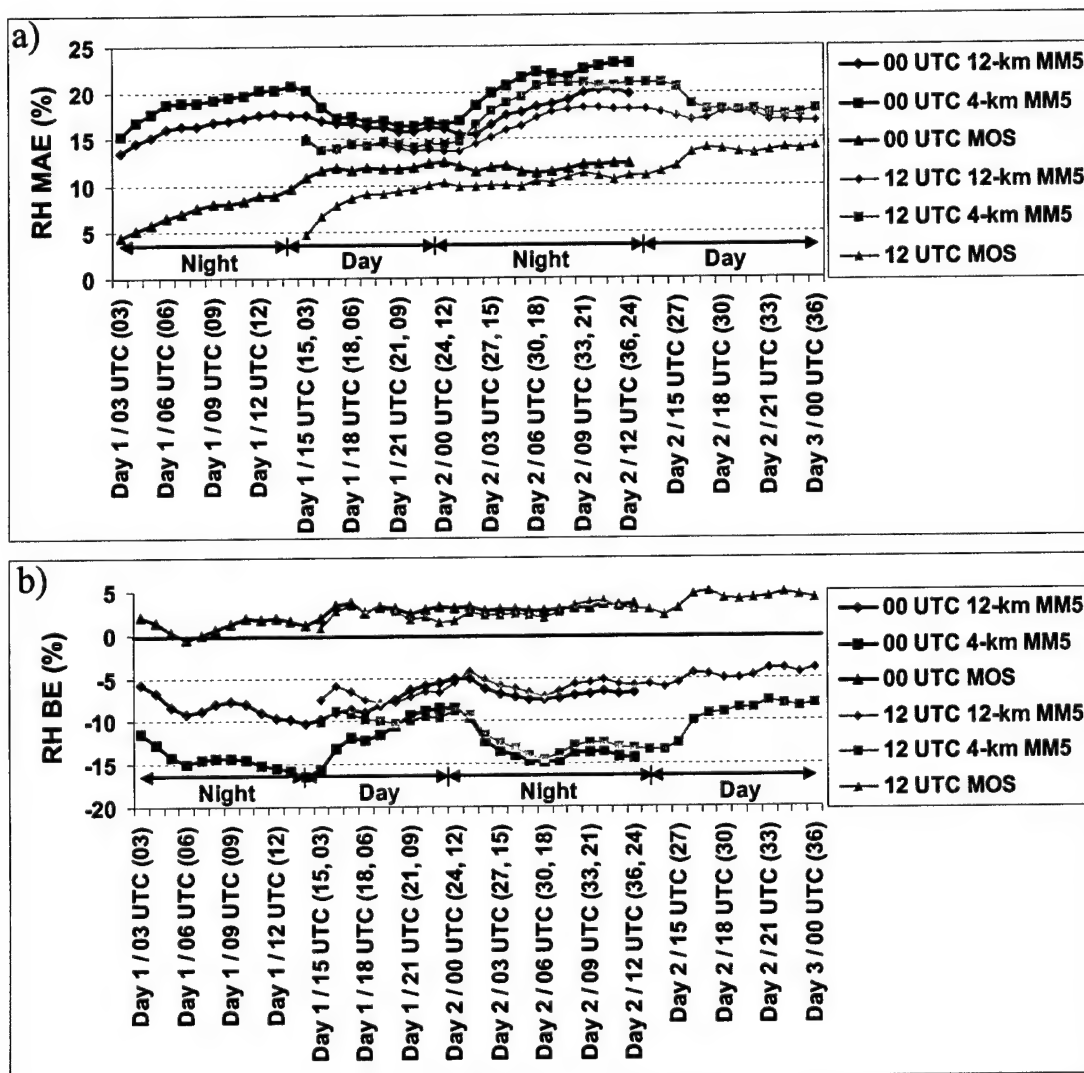 a)
RH MAE (%)
25
20
15
10
5
0
Night
Day
Night
Day
Day 1 / 03 UTC (03)
Day 1 / 06 UTC (06)
Day 1 / 09 UTC (09)
Day 1 / 12 UTC (12)
Day 1 / 15 UTC (15, 03)
Day 1 / 18 UTC (18, 06)
Day 1 / 21 UTC (21, 09)
Day 2 / 00 UTC (24, 12)
Day 2 / 03 UTC (27, 15)
Day 2 / 06 UTC (30, 18)
Day 2 / 09 UTC (33, 21)
Day 2 / 12 UTC (36, 24)
Day 2 / 15 UTC (27)
Day 2 / 18 UTC (30)
Day 2 / 21 UTC (33)
Day 3 / 00 UTC (36)
00 UTC 12-km MM5
00 UTC 4-km MM5
00 UTC MOS
12 UTC 12-km MM5
12 UTC 4-km MM5
12 UTC MOS
b)
RH BE (%)
5
0
-5
-10
-15
-20
Night
Day
Night
Day
Day 1 / 03 UTC (03)
Day 1 / 06 UTC (06)
Day 1 / 09 UTC (09)
Day 1 / 12 UTC (12)
Day 1 / 15 UTC (15, 03)
Day 1 / 18 UTC (18, 06)
Day 1 / 21 UTC (21, 09)
Day 2 / 00 UTC (24, 12)
Day 2 / 03 UTC (27, 15)
Day 2 / 06 UTC (30, 18)
Day 2 / 09 UTC (33, 21)
Day 2 / 12 UTC (36, 24)
Day 2 / 15 UTC (27)
Day 2 / 18 UTC (30)
Day 2 / 21 UTC (33)
Day 3 / 00 UTC (36)
00 UTC 12-km MM5
00 UTC 4-km MM5
00 UTC MOS
12 UTC 12-km MM5
12 UTC 4-km MM5
12 UTC MOS